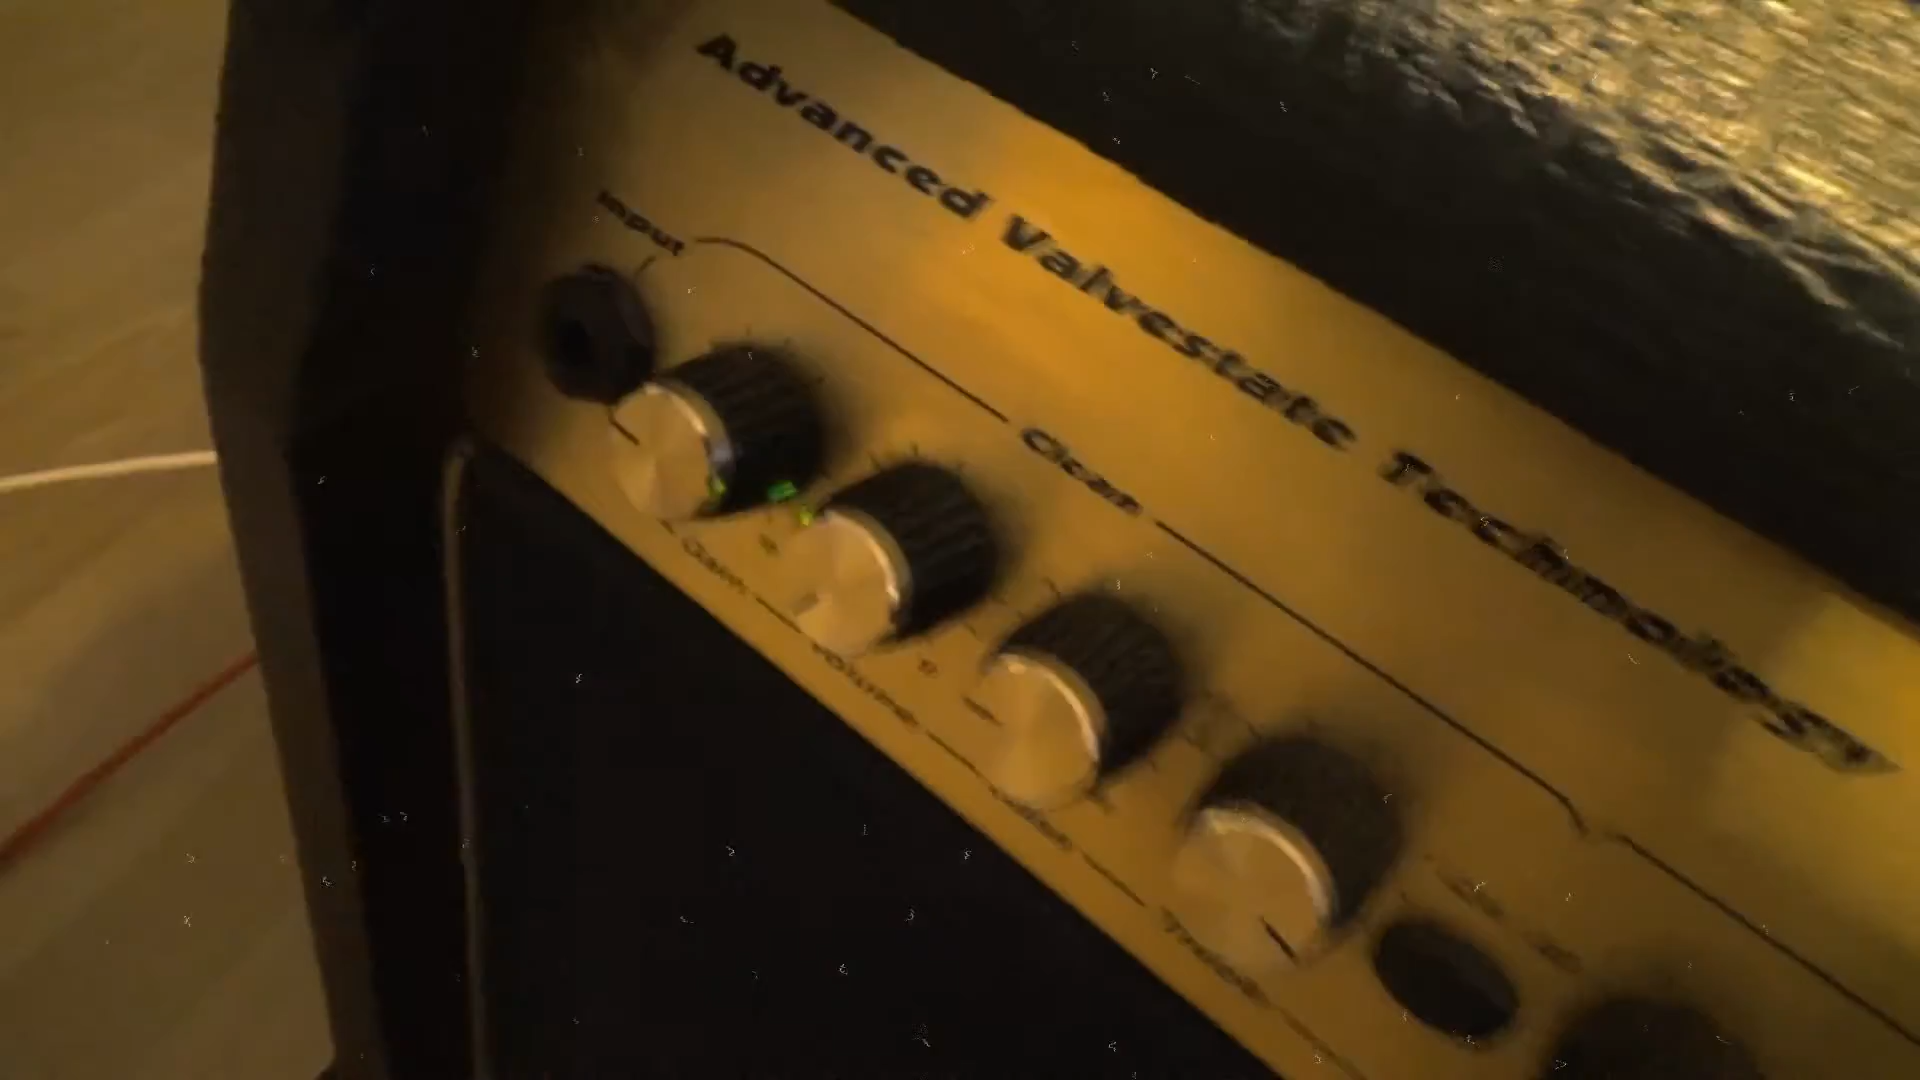 Advanced Valvestate Technology
Input
Clean
Gain
Volume
Treble